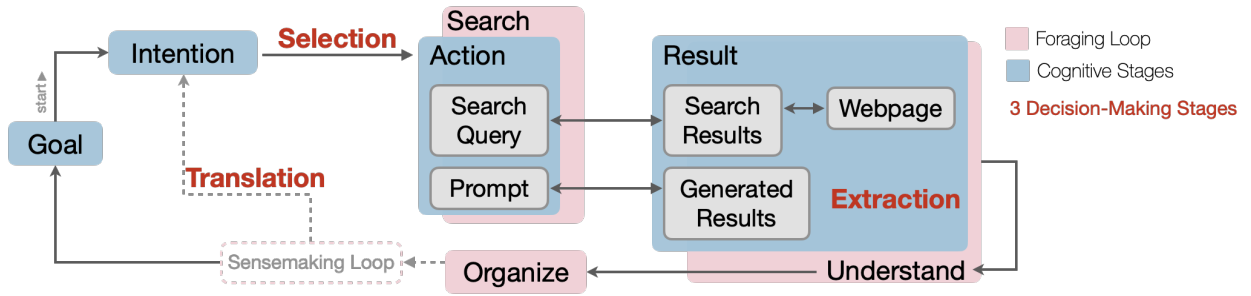 Search
Selection
Intention
Action
Result
Foraging Loop
Cognitive Stages
3 Decision-Making Stages
start
Goal
Search
Query
Search
Results
Webpage
Translation
Prompt
Generated
Results
Extraction
Sensemaking Loop
Organize
Understand